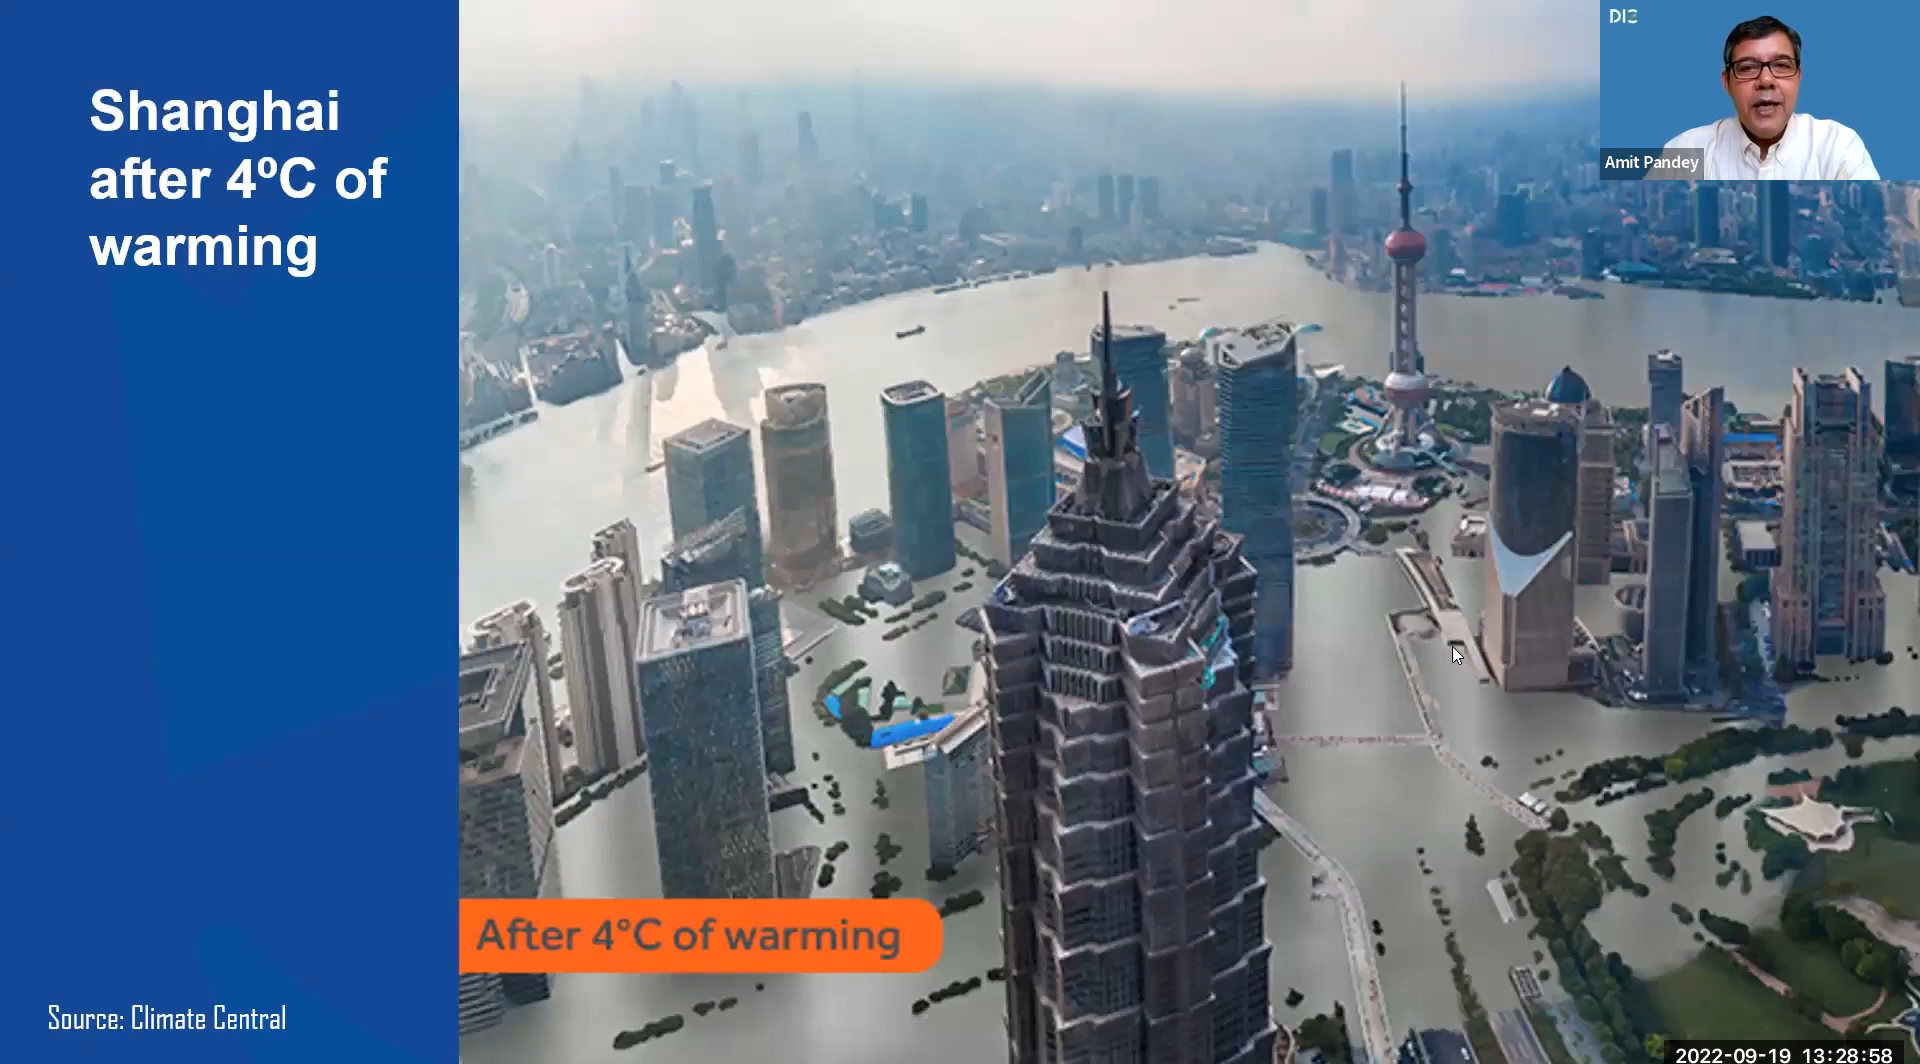 Shanghai
after 4ºC of
warming
DIE
Amit Pandey
After 4°C of warming
Source: Climate Central
2022-09-19 13:28:58